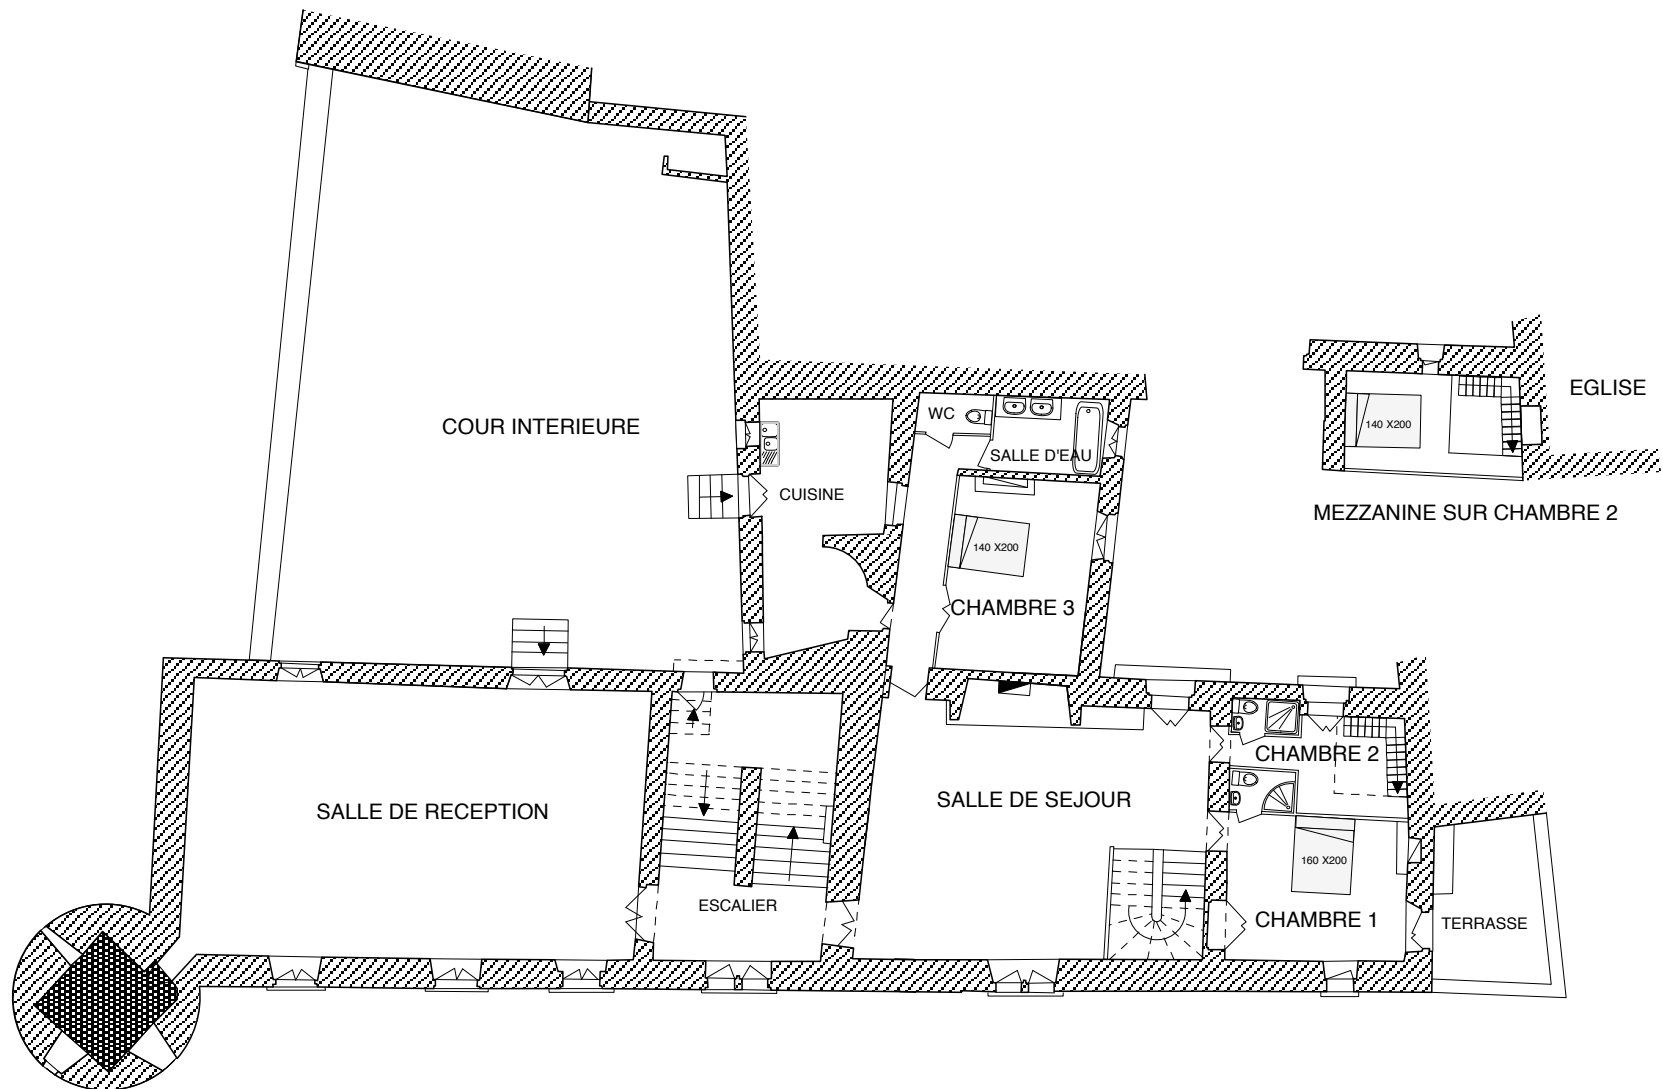 EGLISE
140 X200
COUR INTERIEURE
WC
SALLE D'EAU
CUISINE
MEZZANINE SUR CHAMBRE 2
140 X200
CHAMBRE 3
CHAMBRE 2
SALLE DE SEJOUR
SALLE DE RECEPTION
160 X200
ESCALIER
CHAMBRE 1
TERRASSE